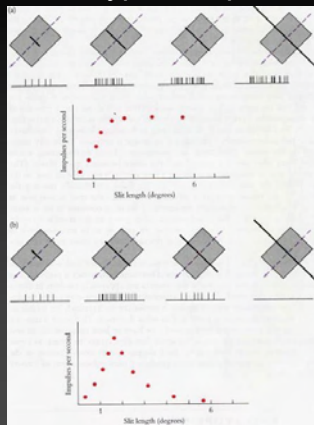 (a)
Impulses per second
1
6
Slit length (degrees)
(b)
Impulses per second
1
6
Slit length (degrees)